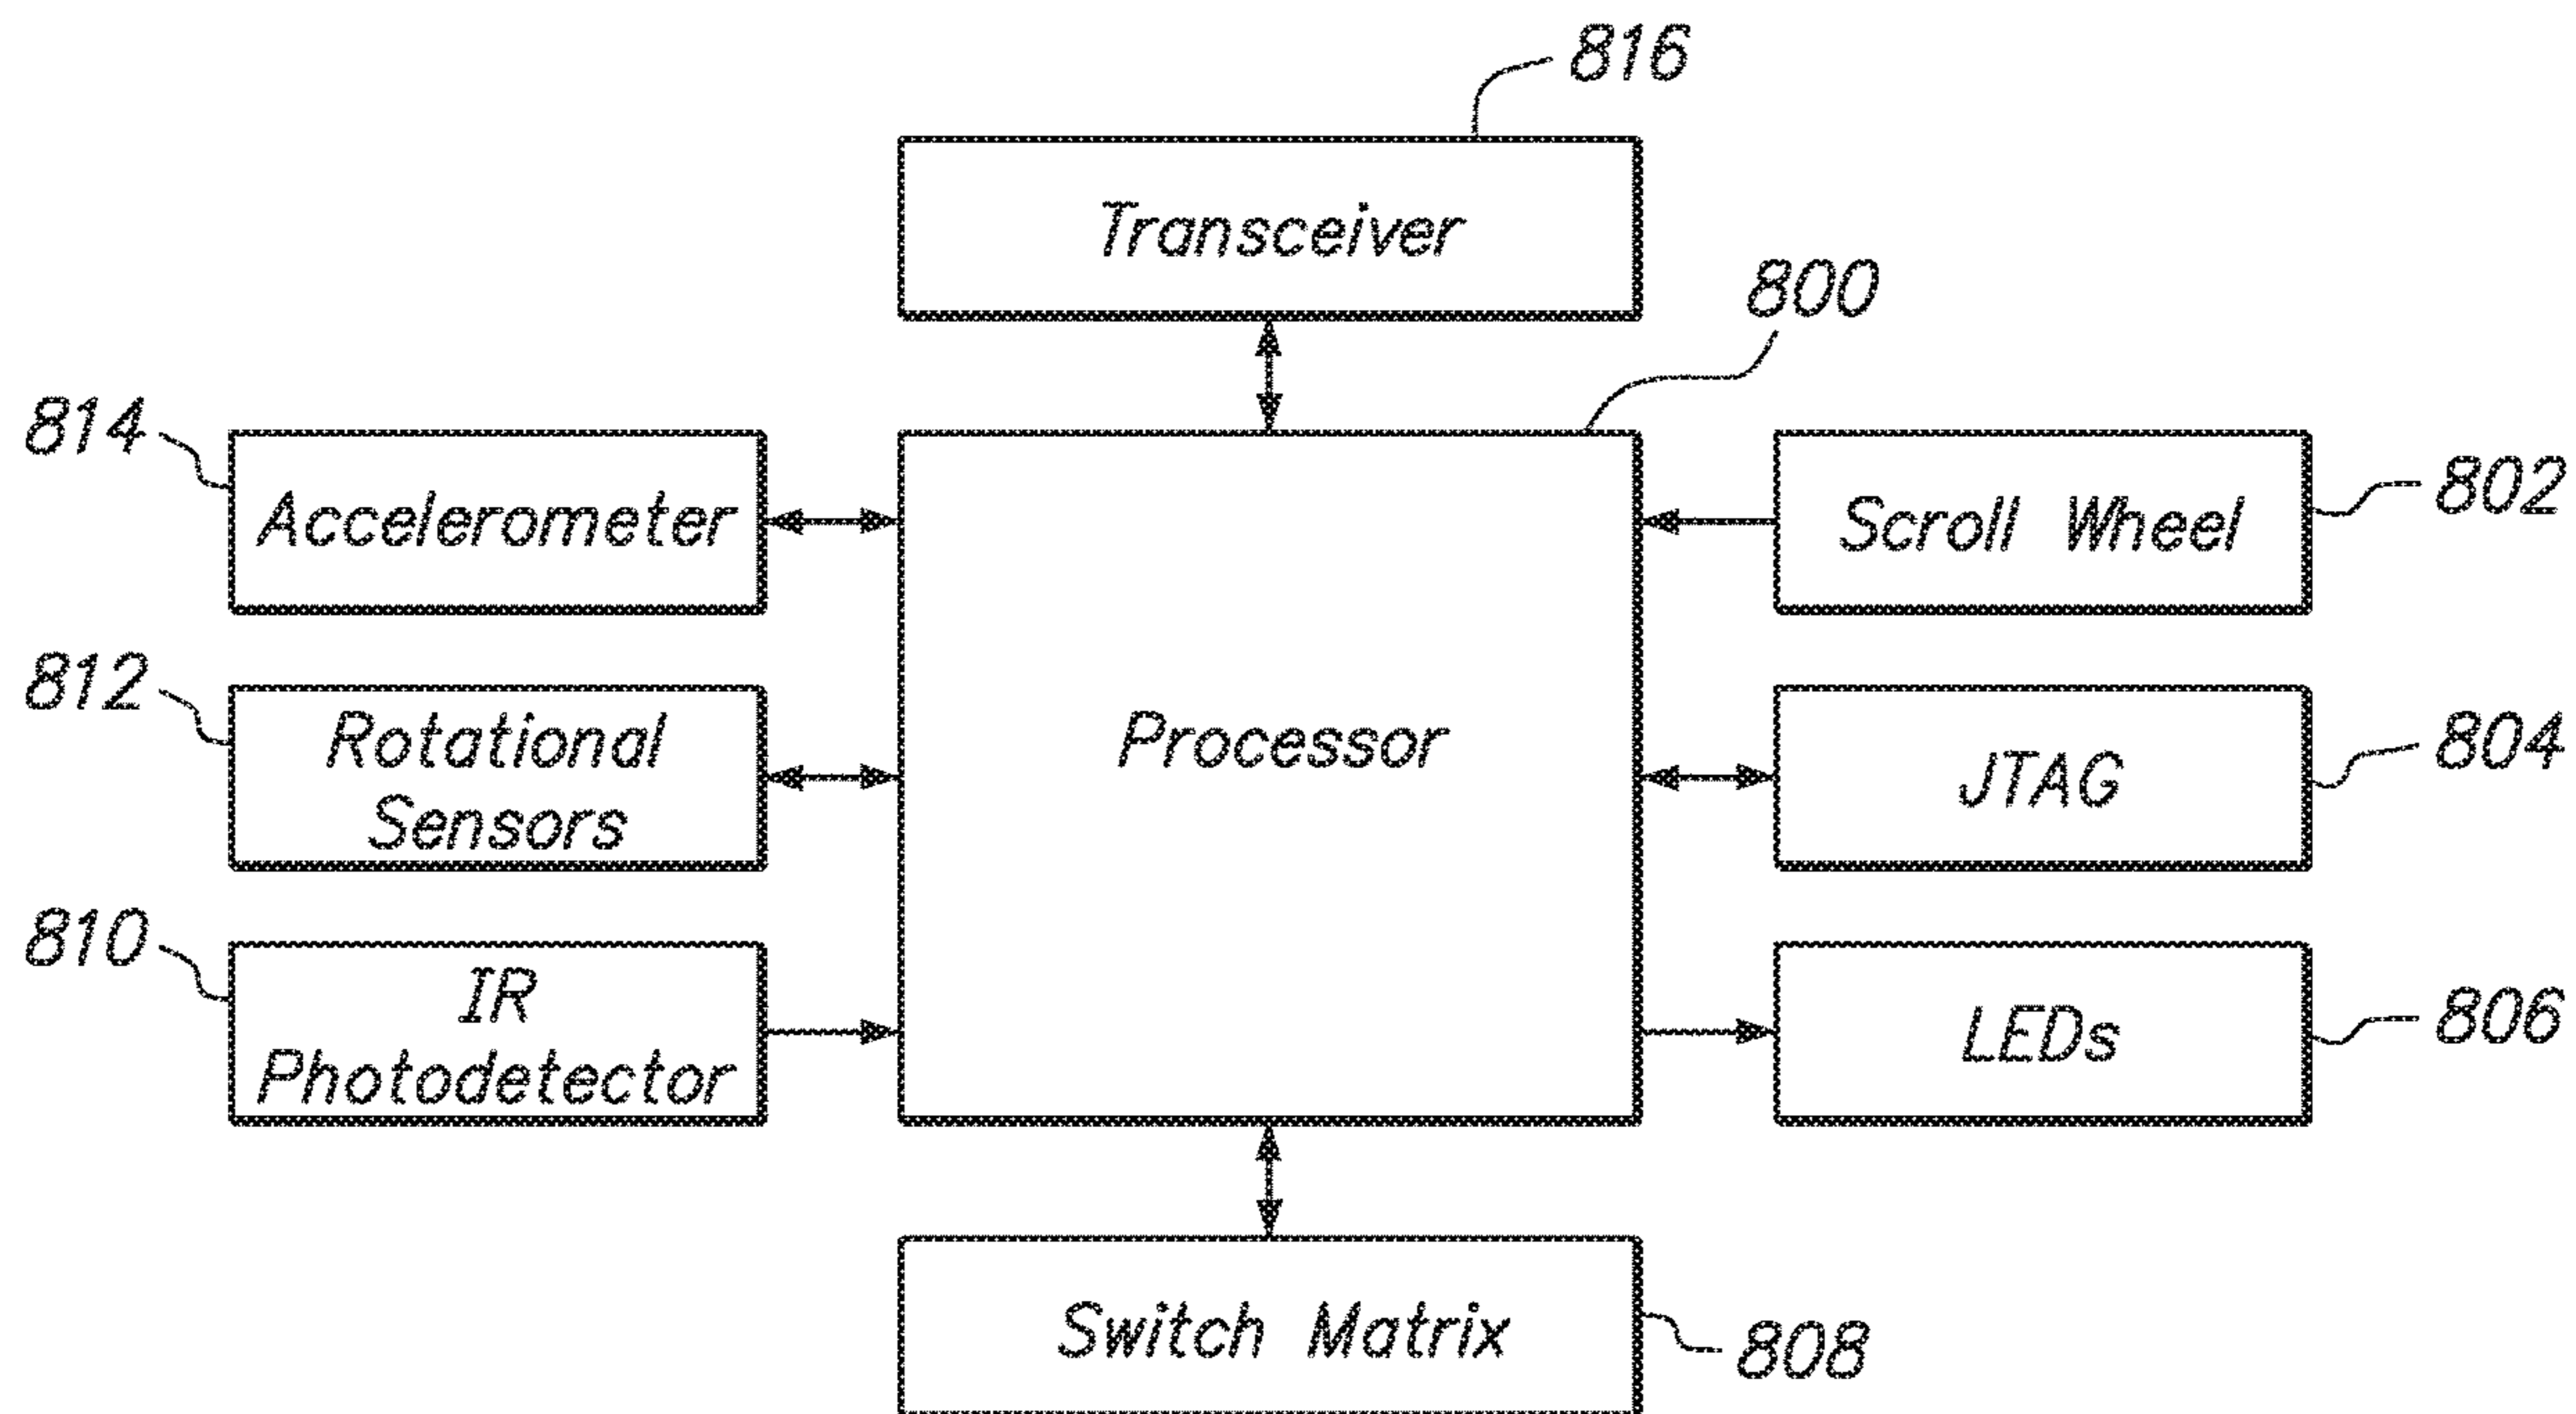 816
Transceiver
800
814
Accelerometer
Scroll Wheel
802
812
Rotational
Sensors
Processor
JTAG
804
810
IR
Photodetector
LEDs
806
Switch Matrix
808